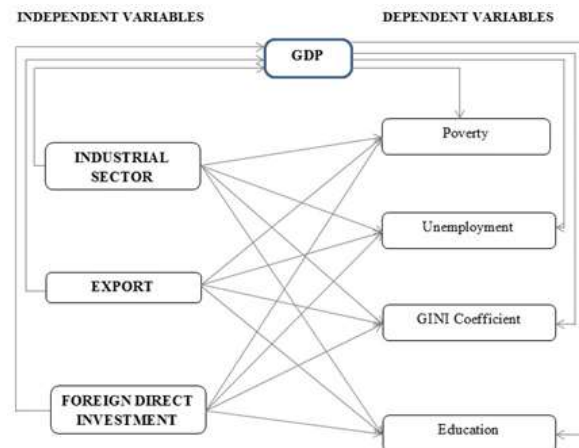 INDEPENDENT VARIABLES
DEPENDENT VARIABLES
GDP
Poverty
INDUSTRIAL
SECTOR
Unemployment
EXPORT
GINI Coefficient
FOREIGN DIRECT
INVESTMENT
Education